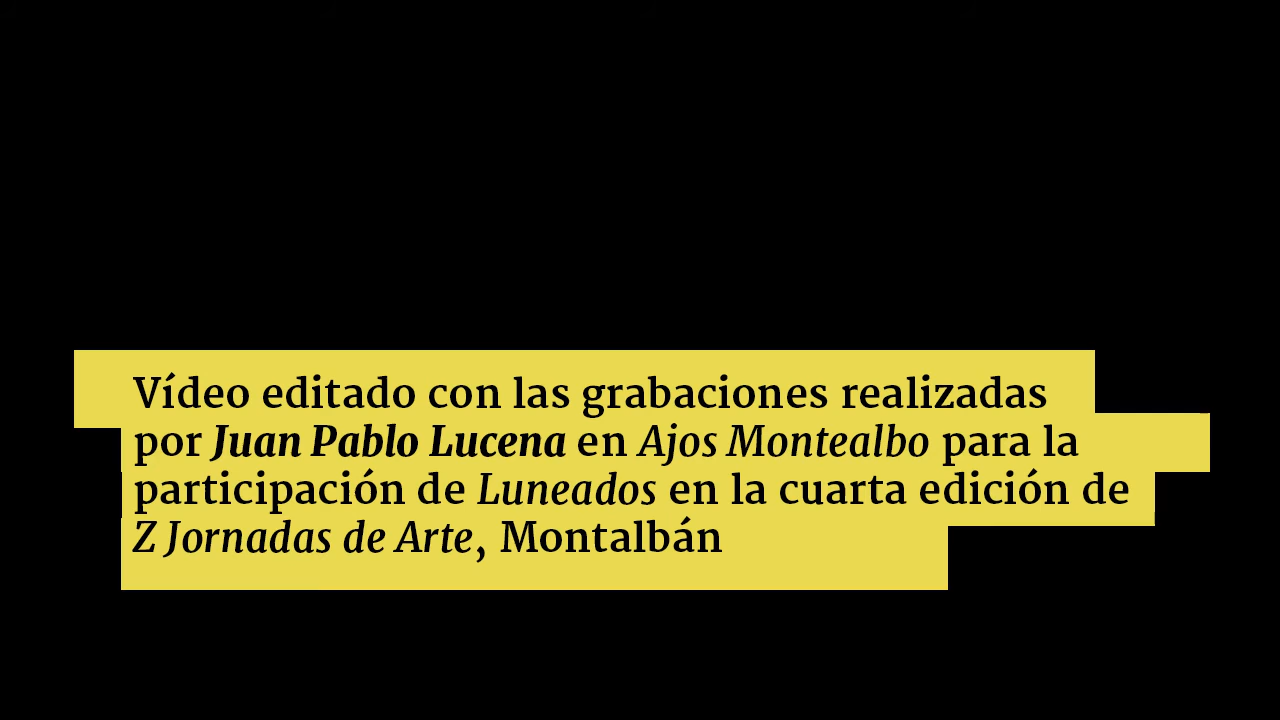 Vídeo editado con las grabaciones realizadas
por Juan Pablo Lucena en Ajos Montealbo para la
participación de Luneados en la cuarta edición de
Z Jornadas de Arte, Montalbán